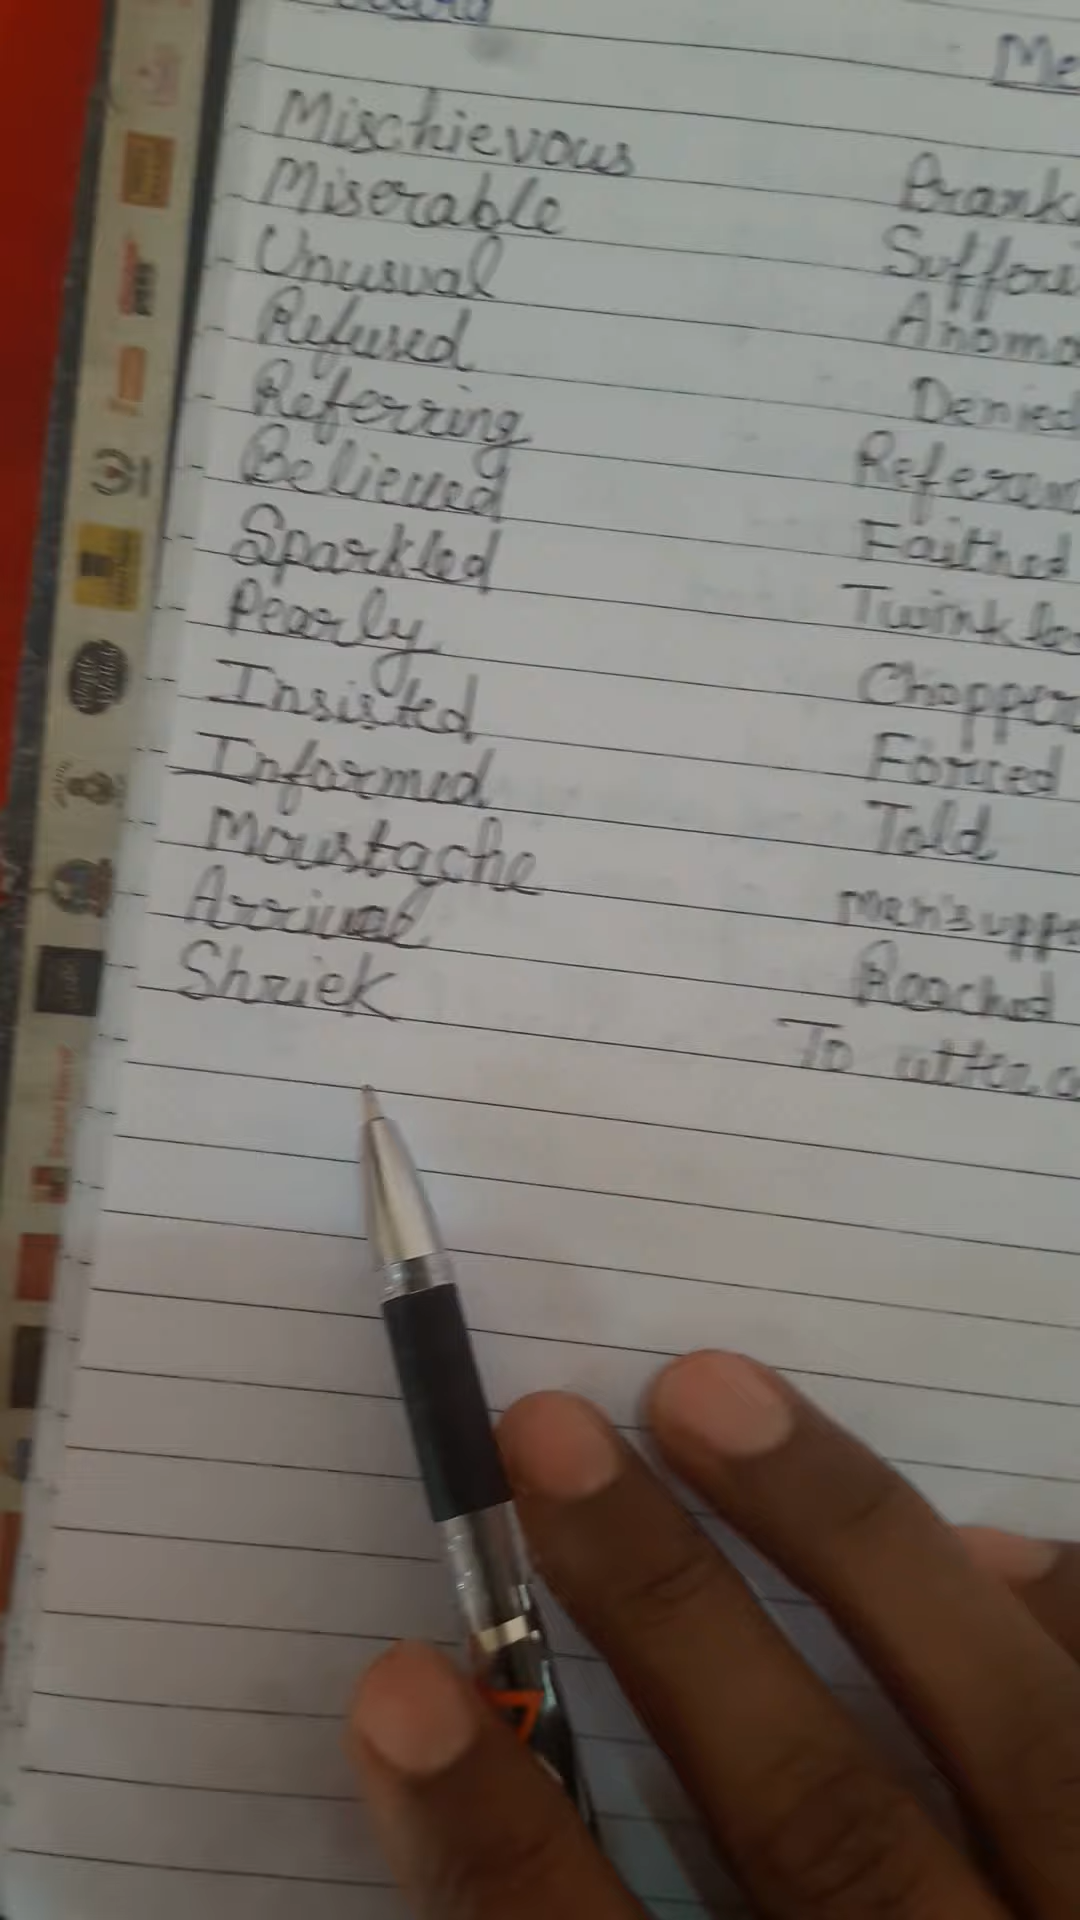 Me
Mischievous Prank
Miserable Suffer
Unusual Anoma
Refused Denied
Referring Referen
Believed Faithed
Sparkled Twinkle
Pearly Chopper
Insisted Forced
Informed Told
Moustache Men's uppe
Arrival Reached
Shriek To utter a